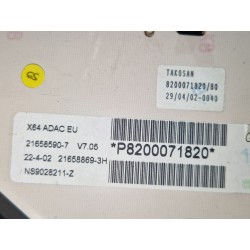 TAKOSAN
8200071820/80
29/04/02-0040
X64 ADAC EU
21658590-7 V7.05
22-4-02 21658869-3H
NS9028211-Z
*P8200071820*